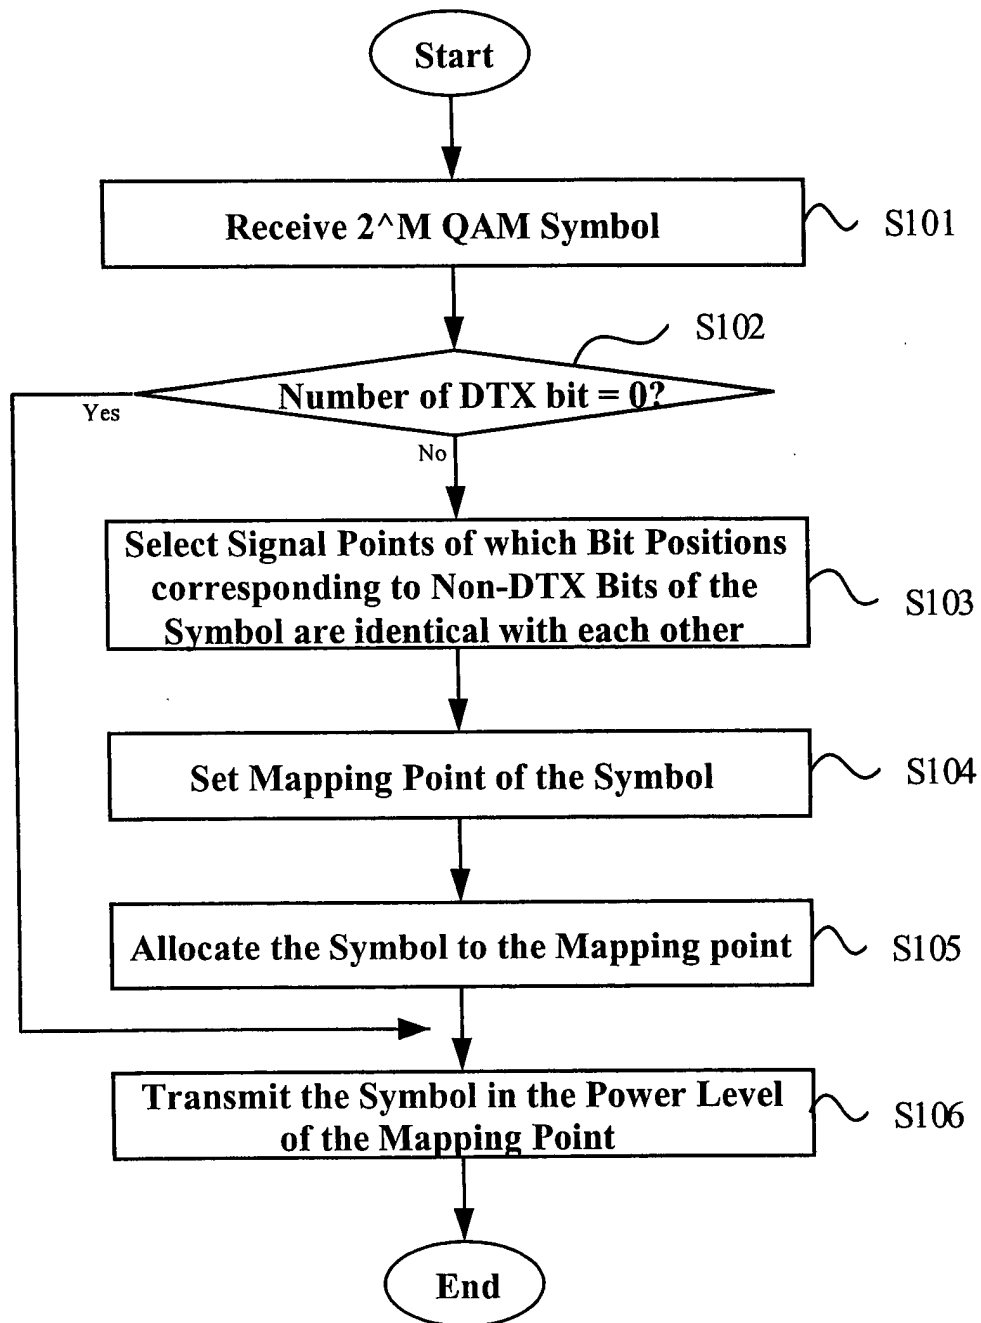 Start
Receive 2^M QAM Symbol
S101
S102
Number of DTX bit = 0?
Yes
No
Select Signal Points of which Bit Positions
corresponding to Non-DTX Bits of the
Symbol are identical with each other
S103
Set Mapping Point of the Symbol
S104
Allocate the Symbol to the Mapping point
S105
Transmit the Symbol in the Power Level
of the Mapping Point
S106
End